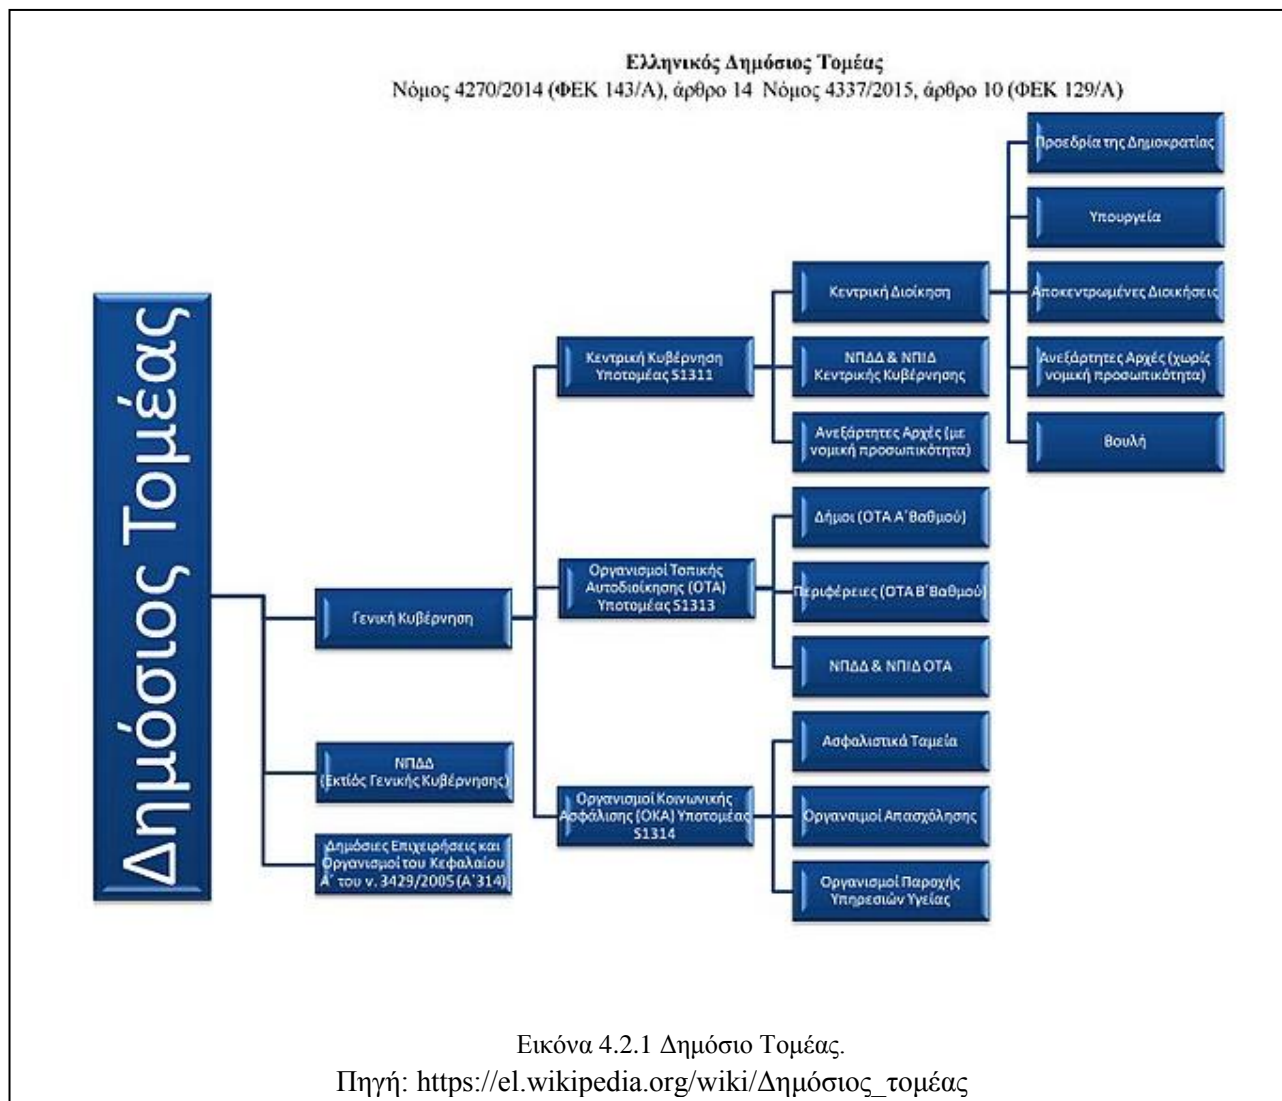 Ελληνικός Δημόσιος Τομέας
Νόμος 4270/2014 (ΦΕΚ 143/Α), άρθρο 14 Νόμος 4337/2015, άρθρο 10 (ΦΕΚ 129/Α)
Δημόσιος Τομέας
Γενική Κυβέρνηση
ΝΠΔΔ
(Εκτίός Γενικής Κυβέρνησης)
Δημόσιες Επιχειρήσεις και
Οργανισμοί του Κεφαλαίου
Α΄ του ν. 3429/2005 (Α΄314)
Κεντρική Κυβέρνηση
Υποτομέας S1311
Οργανισμοί Τοπικής
Αυτοδιοίκησης (ΟΤΑ)
Υποτομέας S1313
Οργανισμοί Κοινωνικής
Ασφάλισης (ΟΚΑ) Υποτομέας
S1314
Κεντρική Διοίκηση
ΝΠΔΔ & ΝΠΙΔ
Κεντρικής Κυβέρνησης
Ανεξάρτητες Αρχές (με
νομική προσωπικότητα)
Δήμοι (ΟΤΑ Α΄Βαθμού)
Περιφέρειες (ΟΤΑ Β΄Βαθμού)
ΝΠΔΔ & ΝΠΙΔ ΟΤΑ
Ασφαλιστικά Ταμεία
Οργανσιμοί Απασχόλησης
Οργανισμοί Παροχής
Υπηρεσιών Υγείας
Προεδρία της Δημοκρατίας
Υπουργεία
Αποκεντρωμένες Διοικήσεις
Ανεξάρτητες Αρχές (χωρίς
νομική προσωπικότητα)
Βουλή
Εικόνα 4.2.1 Δημόσιο Τομέας.
Πηγή: https://el.wikipedia.org/wiki/Δημόσιος_τομέας